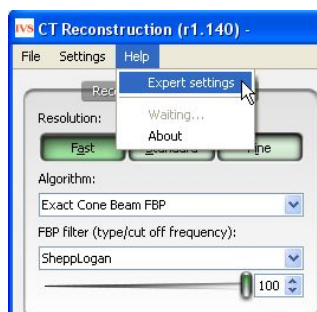 IVS CT Reconstruction (r1.140) -
File Settings Help
Expert settings
Waiting...
About
Resolution:
Fast
Algorithm:
Exact Cone Beam FBP
FBP filter (type/cut off frequency):
SheppLogan
100